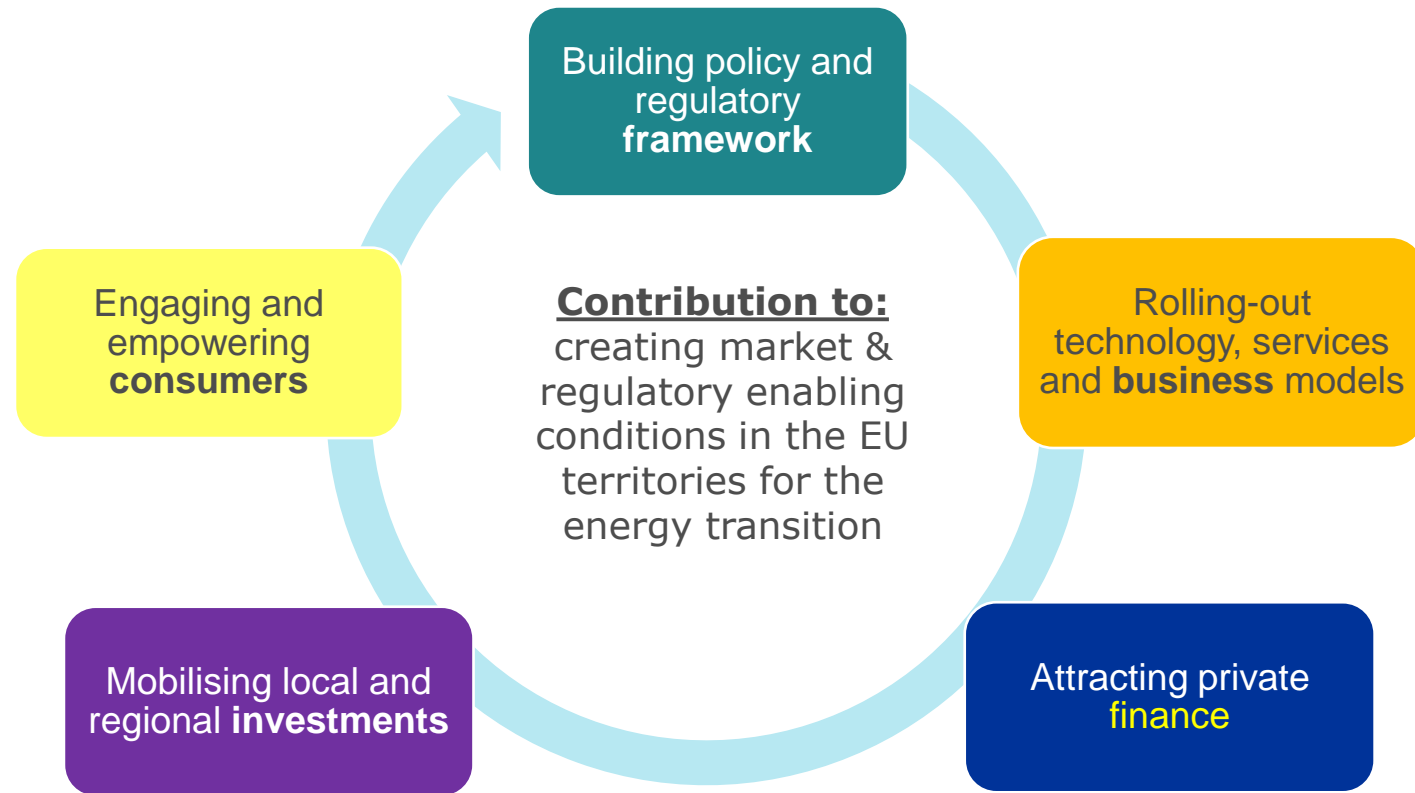 Building policy and
regulatory
framework
Rolling-out
technology, services
and business models
Attracting private
finance
Mobilising local and
regional investments
Engaging and
empowering
consumers
Contribution to:
creating market &
regulatory enabling
conditions in the EU
territories for the
energy transition